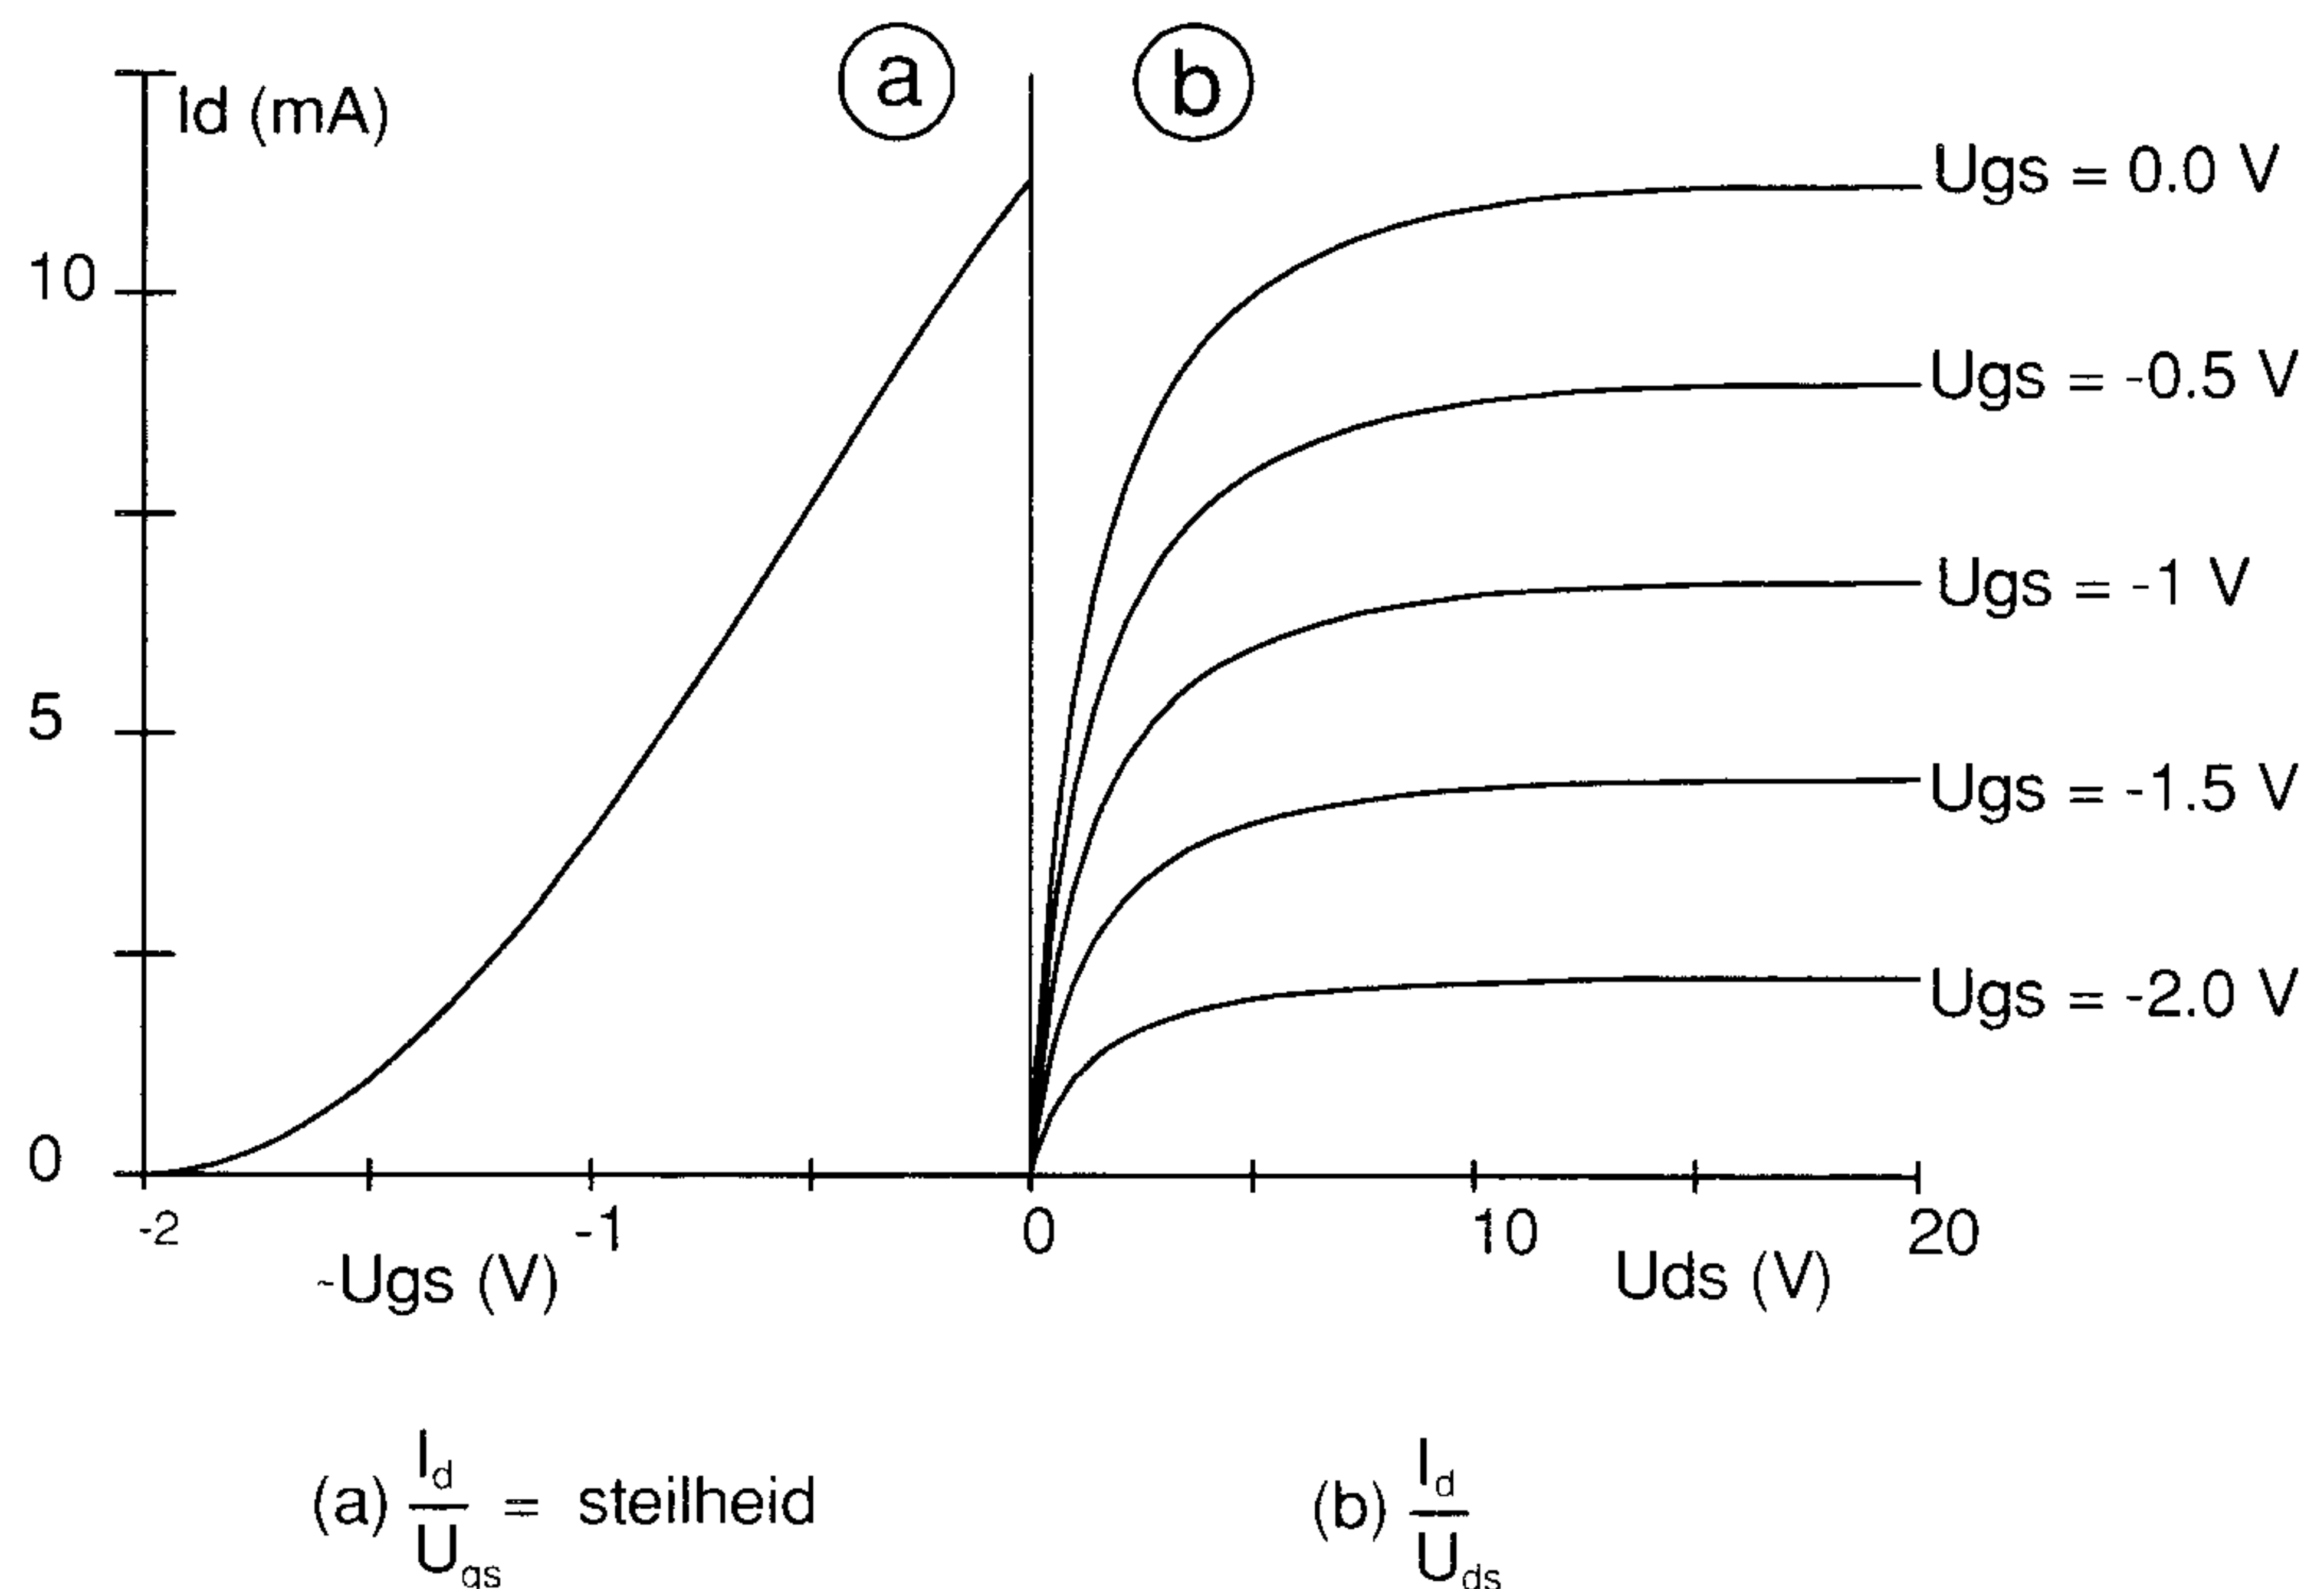 Id (mA)
a
b
Ugs = 0.0 V
10
Ugs = -0.5 V
Ugs = -1 V
5
Ugs = -1.5 V
Ugs = -2.0 V
0
-2
-1
0
10
20
-Ugs (V)
Uds (V)
(a) Id/Ugs = steilheid
(b) Id/Uds